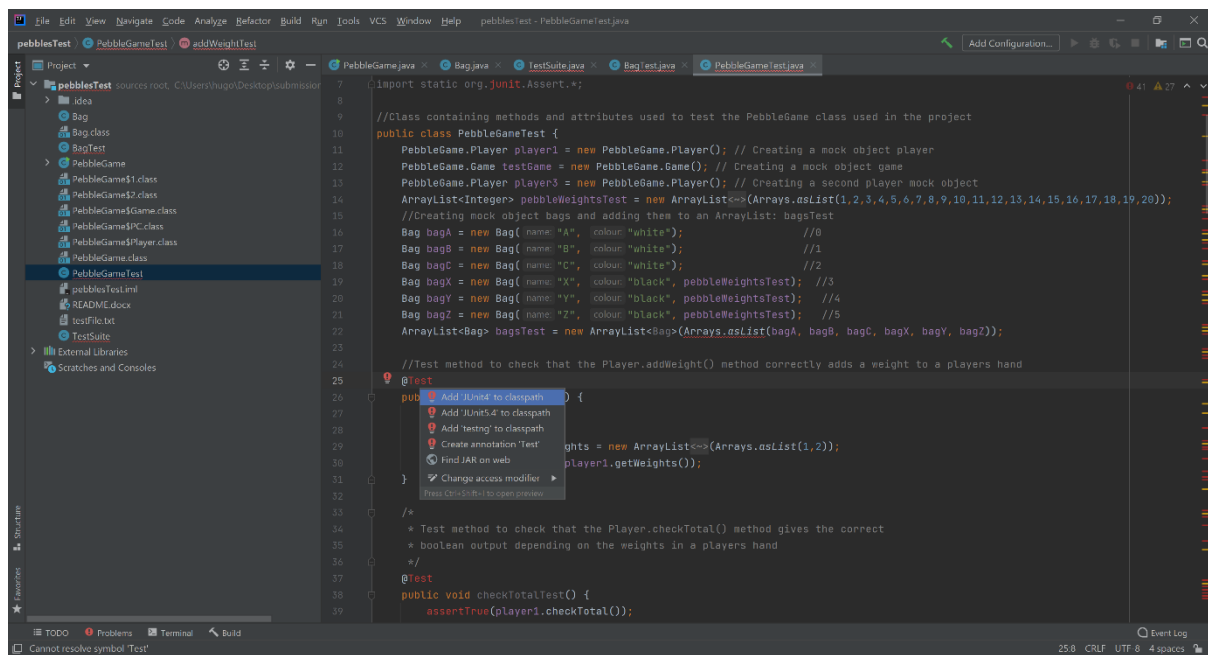 File Edit View Navigate Code Analyze Refactor Build Run Tools VCS Window Help pebblesTest - PebbleGameTest.java
pebblesTest PebbleGameTest addWeightTest Add Configuration...
Project PebbleGame.java Bag.java TestSuite.java BagTest.java PebbleGameTest.java
Project
pebblesTest sources root, C:\Users\hugo\Desktop\submission
.idea
Bag
Bag.class
BagTest
PebbleGame
PebbleGame$1.class
PebbleGame$2.class
PebbleGame$Game.class
PebbleGame$PC.class
PebbleGame$Player.class
PebbleGame.class
PebbleGameTest
pebblesTest.iml
README.docx
testFile.txt
TestSuite
External Libraries
Scratches and Consoles
41 27
7 import static org.junit.Assert.*;
8
9 //Class containing methods and attributes used to test the PebbleGame class used in the project
10 public class PebbleGameTest {
11 PebbleGame.Player player1 = new PebbleGame.Player(); // Creating a mock object player
12 PebbleGame.Game testGame = new PebbleGame.Game(); // Creating a mock object game
13 PebbleGame.Player player3 = new PebbleGame.Player(); // Creating a second player mock object
14 ArrayList<Integer> pebbleWeightsTest = new ArrayList<~>(Arrays.asList(1,2,3,4,5,6,7,8,9,10,11,12,13,14,15,16,17,18,19,20));
15 //Creating mock object bags and adding them to an ArrayList: bagsTest
16 Bag bagA = new Bag( name: "A", colour: "white"); //0
17 Bag bagB = new Bag( name: "B", colour: "white"); //1
18 Bag bagC = new Bag( name: "C", colour: "white"); //2
19 Bag bagX = new Bag( name: "X", colour: "black", pebbleWeightsTest); //3
20 Bag bagY = new Bag( name: "Y", colour: "black", pebbleWeightsTest); //4
21 Bag bagZ = new Bag( name: "Z", colour: "black", pebbleWeightsTest); //5
22 ArrayList<Bag> bagsTest = new ArrayList<Bag>(Arrays.asList(bagA, bagB, bagC, bagX, bagY, bagZ));
23
24 //Test method to check that the Player.addWeight() method correctly adds a weight to a players hand
25 @Test
26 pub ) {
27
28
29 ghts = new ArrayList<~>(Arrays.asList(1,2));
30 player1.getWeights());
31 }
32
33 /*
34 * Test method to check that the Player.checkTotal() method gives the correct
35 * boolean output depending on the weights in a players hand
36 */
37 @Test
38 public void checkTotalTest() {
39 assertTrue(player1.checkTotal());
Add 'JUnit4' to classpath
Add 'JUnit5.4' to classpath
Add 'testng' to classpath
Create annotation 'Test'
Find JAR on web
Change access modifier
Press Ctrl+Shift+I to open preview
Structure
Favorites
TODO Problems Terminal Build Event Log
Cannot resolve symbol 'Test' 25:8 CRLF UTF-8 4 spaces